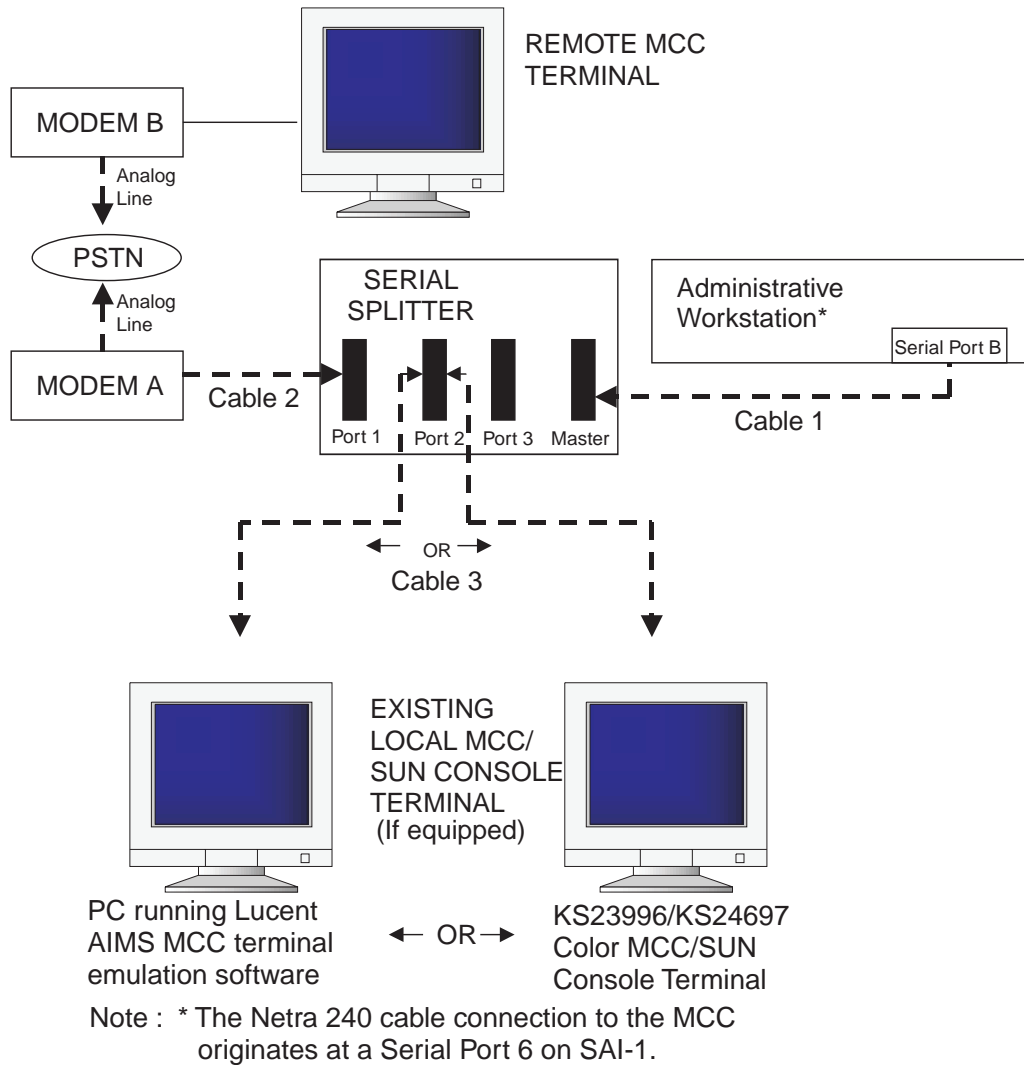 REMOTE MCC
TERMINAL
MODEM B
Analog
Line
PSTN
Analog
Line
MODEM A
Cable 2
SERIAL
SPLITTER
Port 1
Port 2
Port 3
Master
Administrative
Workstation*
Serial Port B
Cable 1
OR
Cable 3
EXISTING
LOCAL MCC/
SUN CONSOLE
TERMINAL
(If equipped)
PC running Lucent
AIMS MCC terminal
emulation software
OR
KS23996/KS24697
Color MCC/SUN
Console Terminal
Note : * The Netra 240 cable connection to the MCC
originates at a Serial Port 6 on SAI-1.